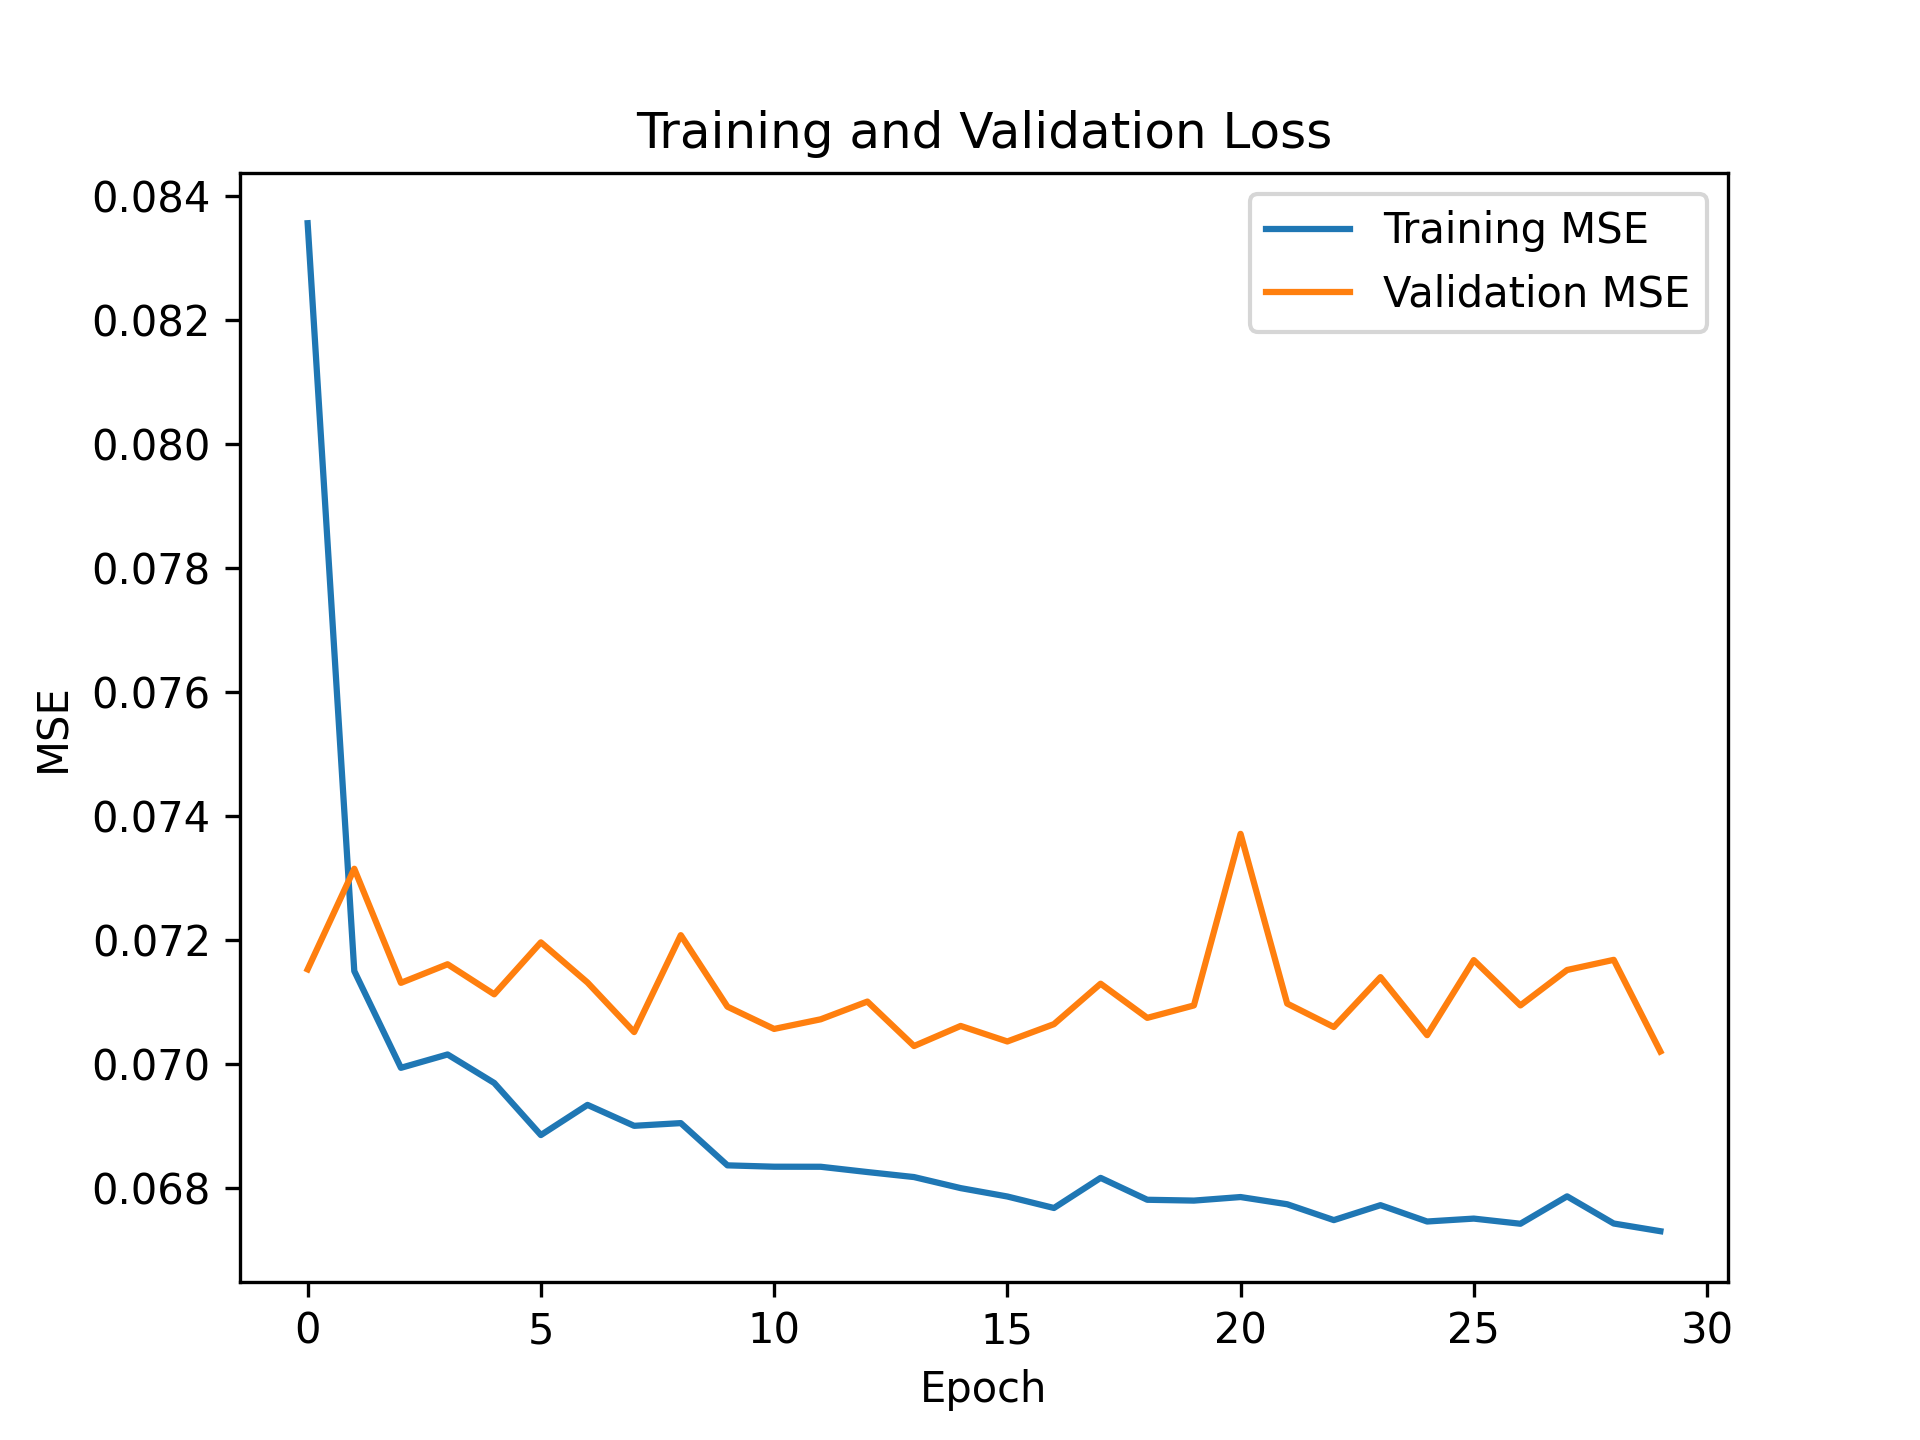 Training and Validation Loss
Training MSE
Validation MSE
MSE
0.084
0.082
0.080
0.078
0.076
0.074
0.072
0.070
0.068
0 5 10 15 20 25 30
Epoch